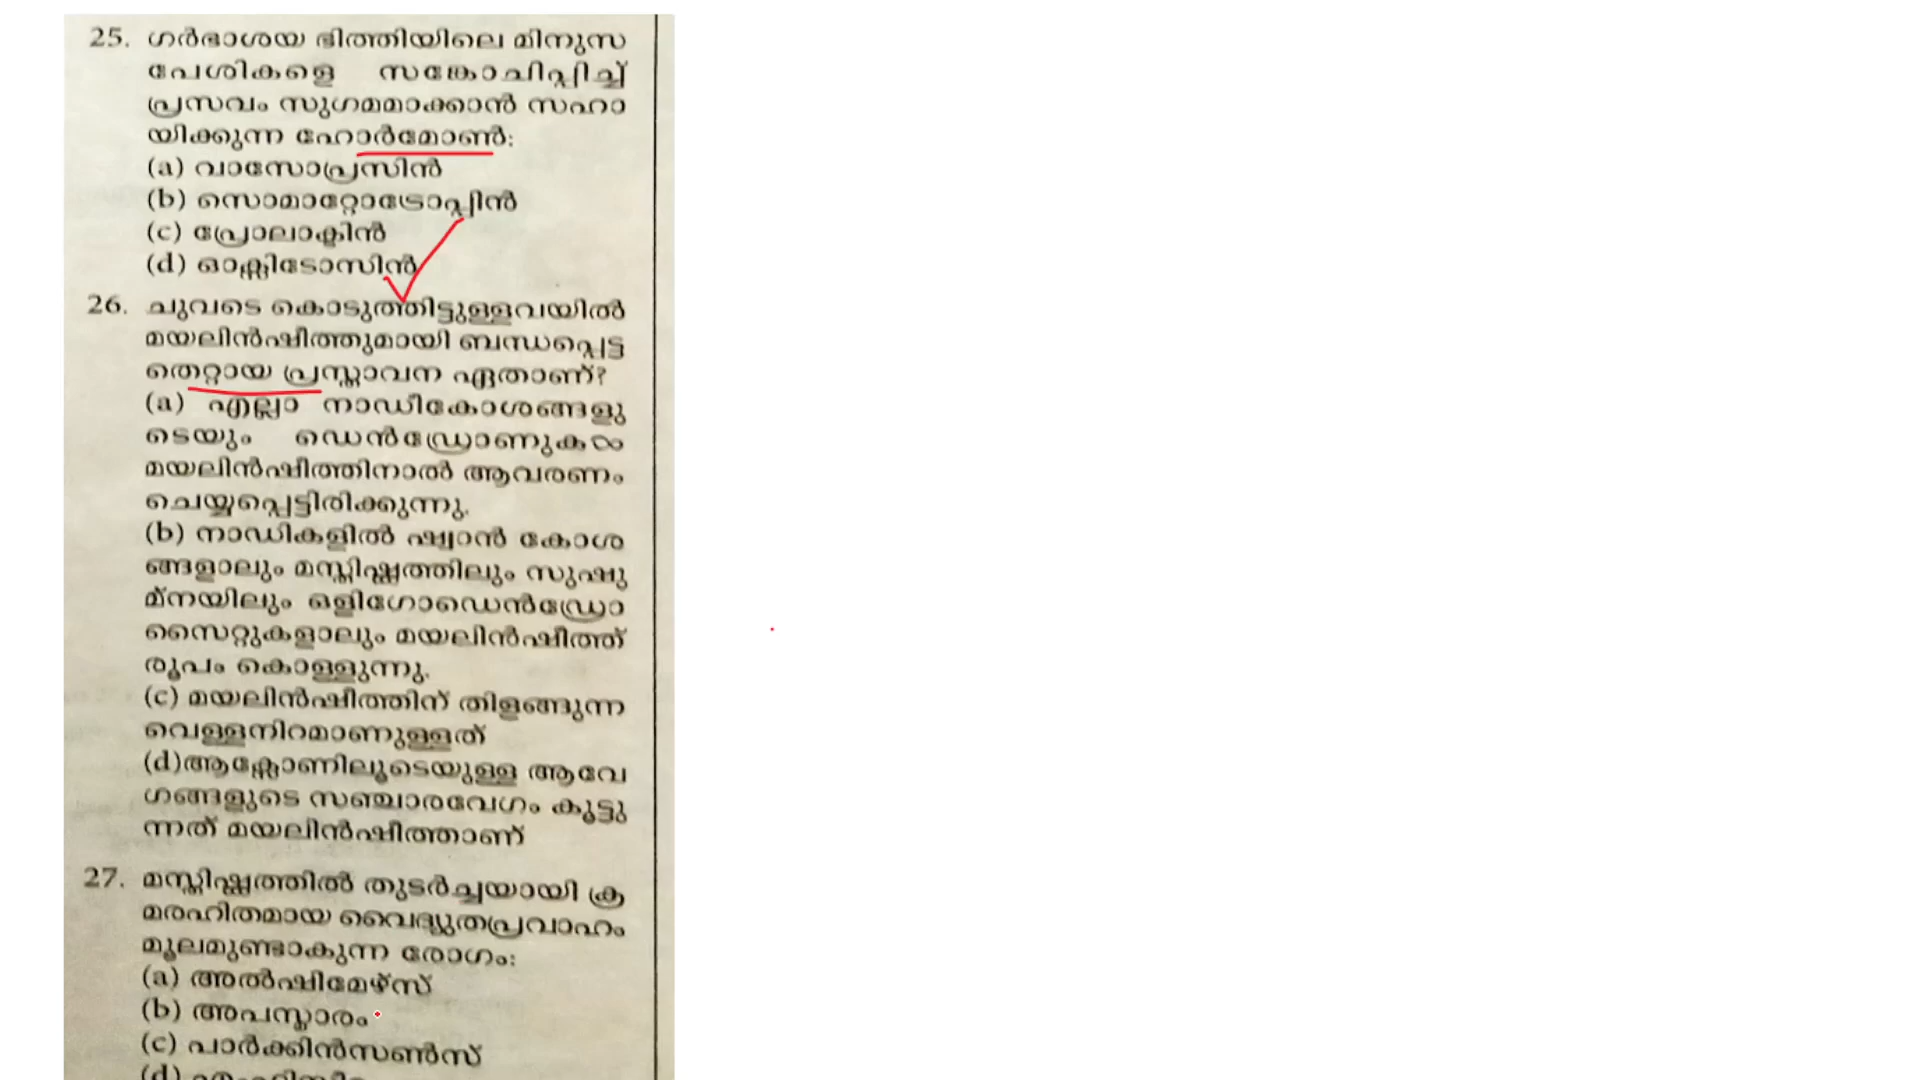 25. ഗർഭാശയ ഭിത്തിയിലെ മിനുസ
പേശികളെ സങ്കോചിപ്പിച്ച്
പ്രസവം സുഗമമാക്കാൻ സഹാ
യിക്കുന്ന ഹോർമോൺ:
(a) വാസോപ്രസിൻ
(b) സൊമാറ്റോട്രോപ്പിൻ
(c) പ്രോലാക്ടിൻ
(d) ഓക്സിടോസിൻ
26. ചുവടെ കൊടുത്തിട്ടുള്ളവയിൽ
മയലിൻഷീത്തുമായി ബന്ധപ്പെട്ട
തെറ്റായ പ്രസ്താവന ഏതാണ്?
(a) എല്ലാ നാഡീകോശങ്ങളു
ടെയും ഡെൻഡ്രോണുകൾ
മയലിൻഷീത്തിനാൽ ആവരണം
ചെയ്യപ്പെട്ടിരിക്കുന്നു.
(b) നാഡികളിൽ ഷ്വാൻ കോശ
ങ്ങളാലും മസ്തിഷ്കത്തിലും സുഷു
മ്നയിലും ഒളിഗോഡെൻഡ്രോ
സൈറ്റുകളാലും മയലിൻഷീത്ത്
രൂപം കൊള്ളുന്നു.
(c) മയലിൻഷീത്തിന് തിളങ്ങുന്ന
വെള്ളനിറമാണുള്ളത്
(d)ആക്സോണിലൂടെയുള്ള ആവേ
ഗങ്ങളുടെ സഞ്ചാരവേഗം കൂട്ടു
ന്നത് മയലിൻഷീത്താണ്
27. മസ്തിഷ്കത്തിൽ തുടർച്ചയായി ക്ര
മരഹിതമായ വൈദ്യുതപ്രവാഹം
മൂലമുണ്ടാകുന്ന രോഗം:
(a) അൽഷിമേഴ്സ്
(b) അപസ്മാരം
(c) പാർക്കിൻസൺസ്
(d)